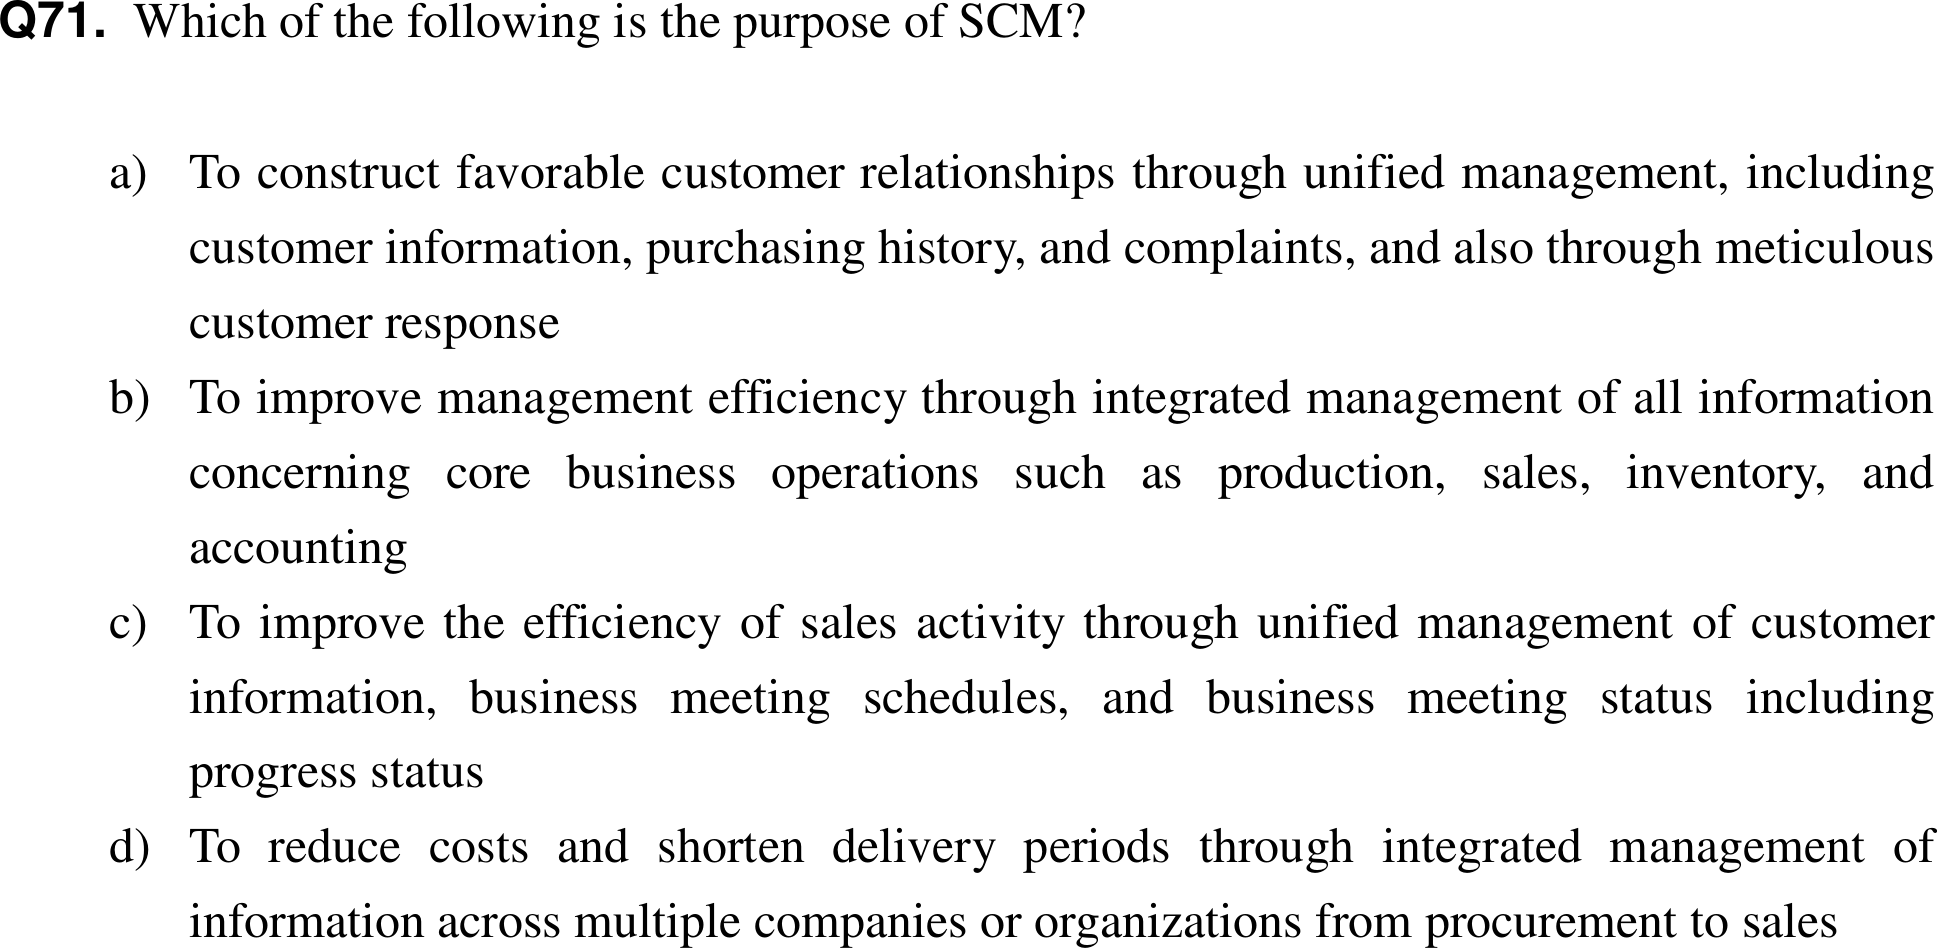 Q71. Which of the following is the purpose of SCM?
a) To construct favorable customer relationships through unified management, including
customer information, purchasing history, and complaints, and also through meticulous
customer response
b) To improve management efficiency through integrated management of all information
concerning core business operations such as production, sales, inventory, and
accounting
c) To improve the efficiency of sales activity through unified management of customer
information, business meeting schedules, and business meeting status including
progress status
d) To reduce costs and shorten delivery periods through integrated management of
information across multiple companies or organizations from procurement to sales